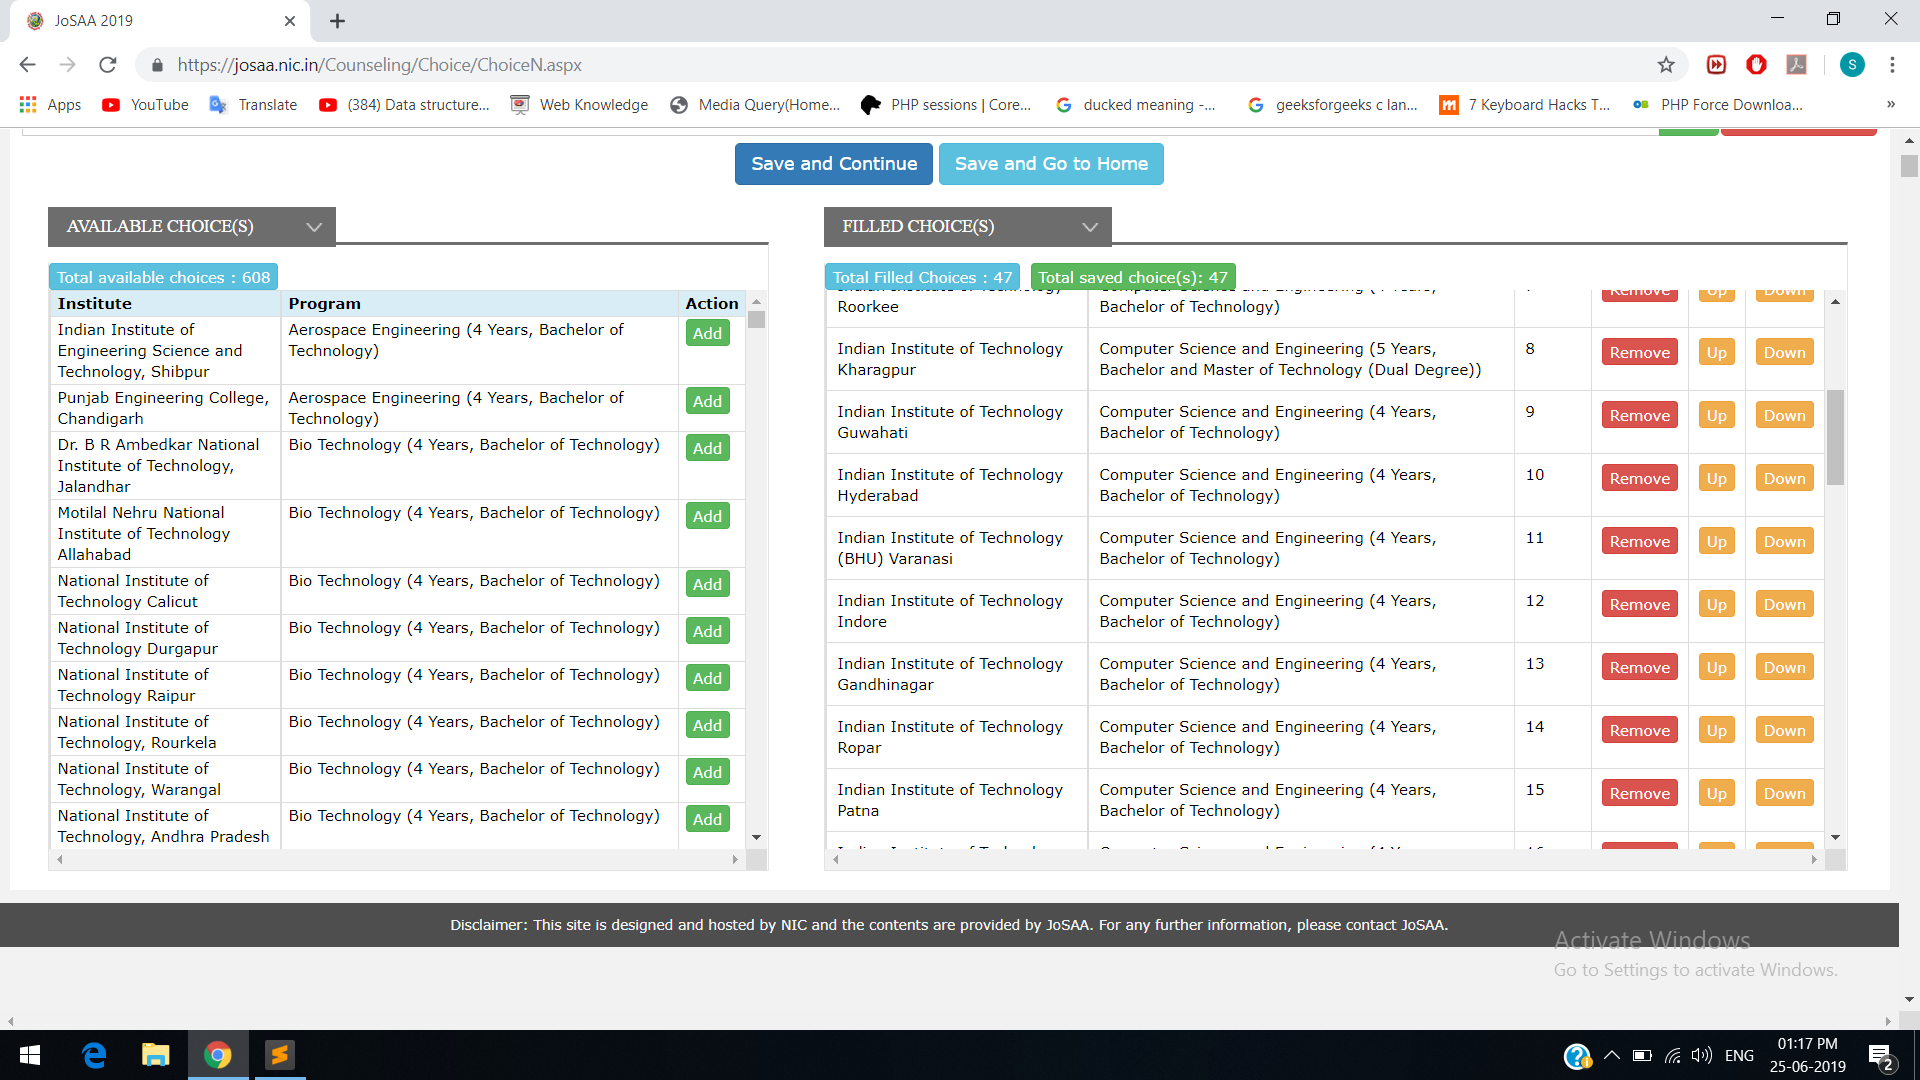 JoSAA 2019
https://josaa.nic.in/Counseling/Choice/ChoiceN.aspx
S
Apps
YouTube
Translate
(384) Data structure...
Web Knowledge
Media Query(Home...
PHP sessions | Core...
ducked meaning -...
geeksforgeeks c lan...
7 Keyboard Hacks T...
PHP Force Downloa...
»
Save and Continue
Save and Go to Home
AVAILABLE CHOICE(S)
Total available choices : 608
Institute Program Action
Indian Institute of Engineering Science and Technology, Shibpur Aerospace Engineering (4 Years, Bachelor of Technology) Add
Punjab Engineering College, Chandigarh Aerospace Engineering (4 Years, Bachelor of Technology) Add
Dr. B R Ambedkar National Institute of Technology, Jalandhar Bio Technology (4 Years, Bachelor of Technology) Add
Motilal Nehru National Institute of Technology Allahabad Bio Technology (4 Years, Bachelor of Technology) Add
National Institute of Technology Calicut Bio Technology (4 Years, Bachelor of Technology) Add
National Institute of Technology Durgapur Bio Technology (4 Years, Bachelor of Technology) Add
National Institute of Technology Raipur Bio Technology (4 Years, Bachelor of Technology) Add
National Institute of Technology, Rourkela Bio Technology (4 Years, Bachelor of Technology) Add
National Institute of Technology, Warangal Bio Technology (4 Years, Bachelor of Technology) Add
National Institute of Technology, Andhra Pradesh Bio Technology (4 Years, Bachelor of Technology) Add
FILLED CHOICE(S)
Total Filled Choices : 47
Total saved choice(s): 47
Roorkee Bachelor of Technology) Remove Up Down
Indian Institute of Technology Kharagpur Computer Science and Engineering (5 Years, Bachelor and Master of Technology (Dual Degree)) 8 Remove Up Down
Indian Institute of Technology Guwahati Computer Science and Engineering (4 Years, Bachelor of Technology) 9 Remove Up Down
Indian Institute of Technology Hyderabad Computer Science and Engineering (4 Years, Bachelor of Technology) 10 Remove Up Down
Indian Institute of Technology (BHU) Varanasi Computer Science and Engineering (4 Years, Bachelor of Technology) 11 Remove Up Down
Indian Institute of Technology Indore Computer Science and Engineering (4 Years, Bachelor of Technology) 12 Remove Up Down
Indian Institute of Technology Gandhinagar Computer Science and Engineering (4 Years, Bachelor of Technology) 13 Remove Up Down
Indian Institute of Technology Ropar Computer Science and Engineering (4 Years, Bachelor of Technology) 14 Remove Up Down
Indian Institute of Technology Patna Computer Science and Engineering (4 Years, Bachelor of Technology) 15 Remove Up Down
Disclaimer: This site is designed and hosted by NIC and the contents are provided by JoSAA. For any further information, please contact JoSAA.
Activate Windows
Go to Settings to activate Windows.
ENG
01:17 PM
25-06-2019
2